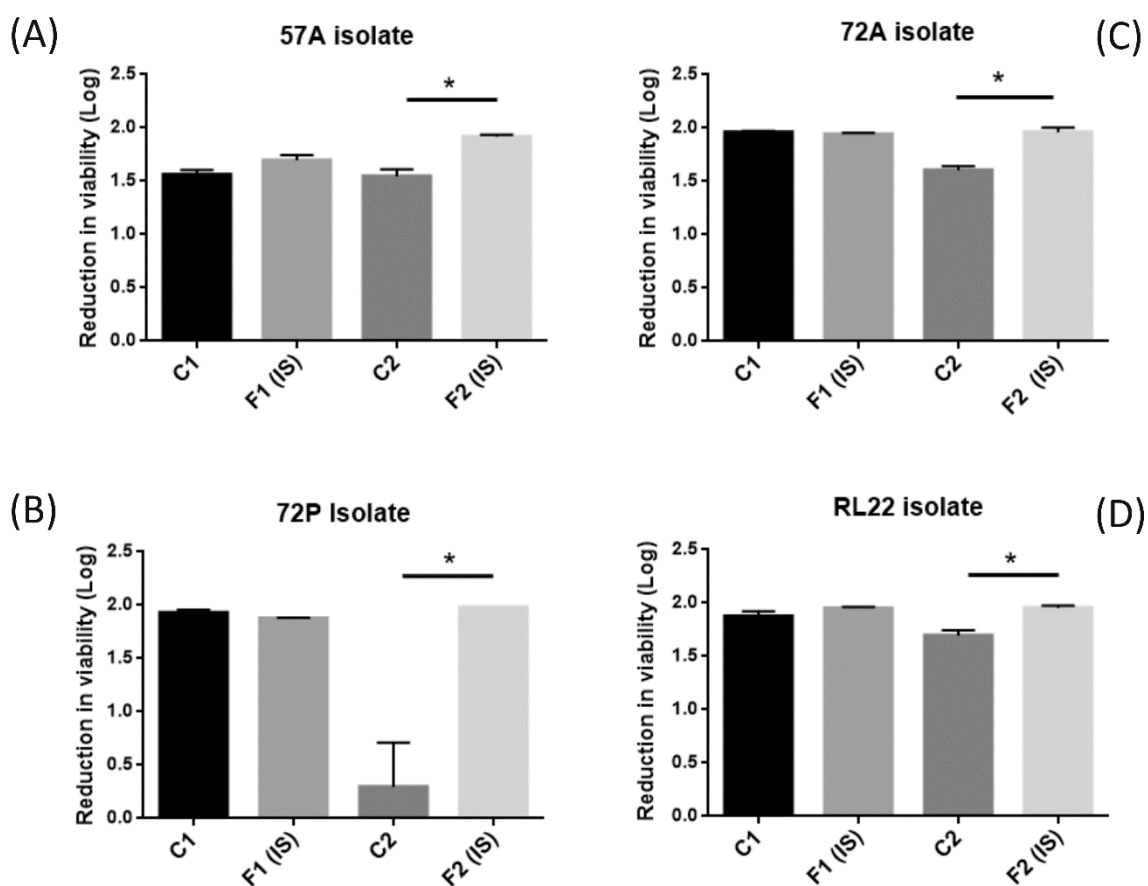 (A)
57A isolate
Reduction in viability (Log)
2.5
2.0
1.5
1.0
0.5
0.0
*
C1
F1 (IS)
C2
F2 (IS)
(C)
72A isolate
Reduction in viability (Log)
2.5
2.0
1.5
1.0
0.5
0.0
*
C1
F1 (IS)
C2
F2 (IS)
(B)
72P Isolate
Reduction in viability (Log)
2.5
2.0
1.5
1.0
0.5
0.0
*
C1
F1 (IS)
C2
F2 (IS)
(D)
RL22 isolate
Reduction in viability (Log)
2.5
2.0
1.5
1.0
0.5
0.0
*
C1
F1 (IS)
C2
F2 (IS)